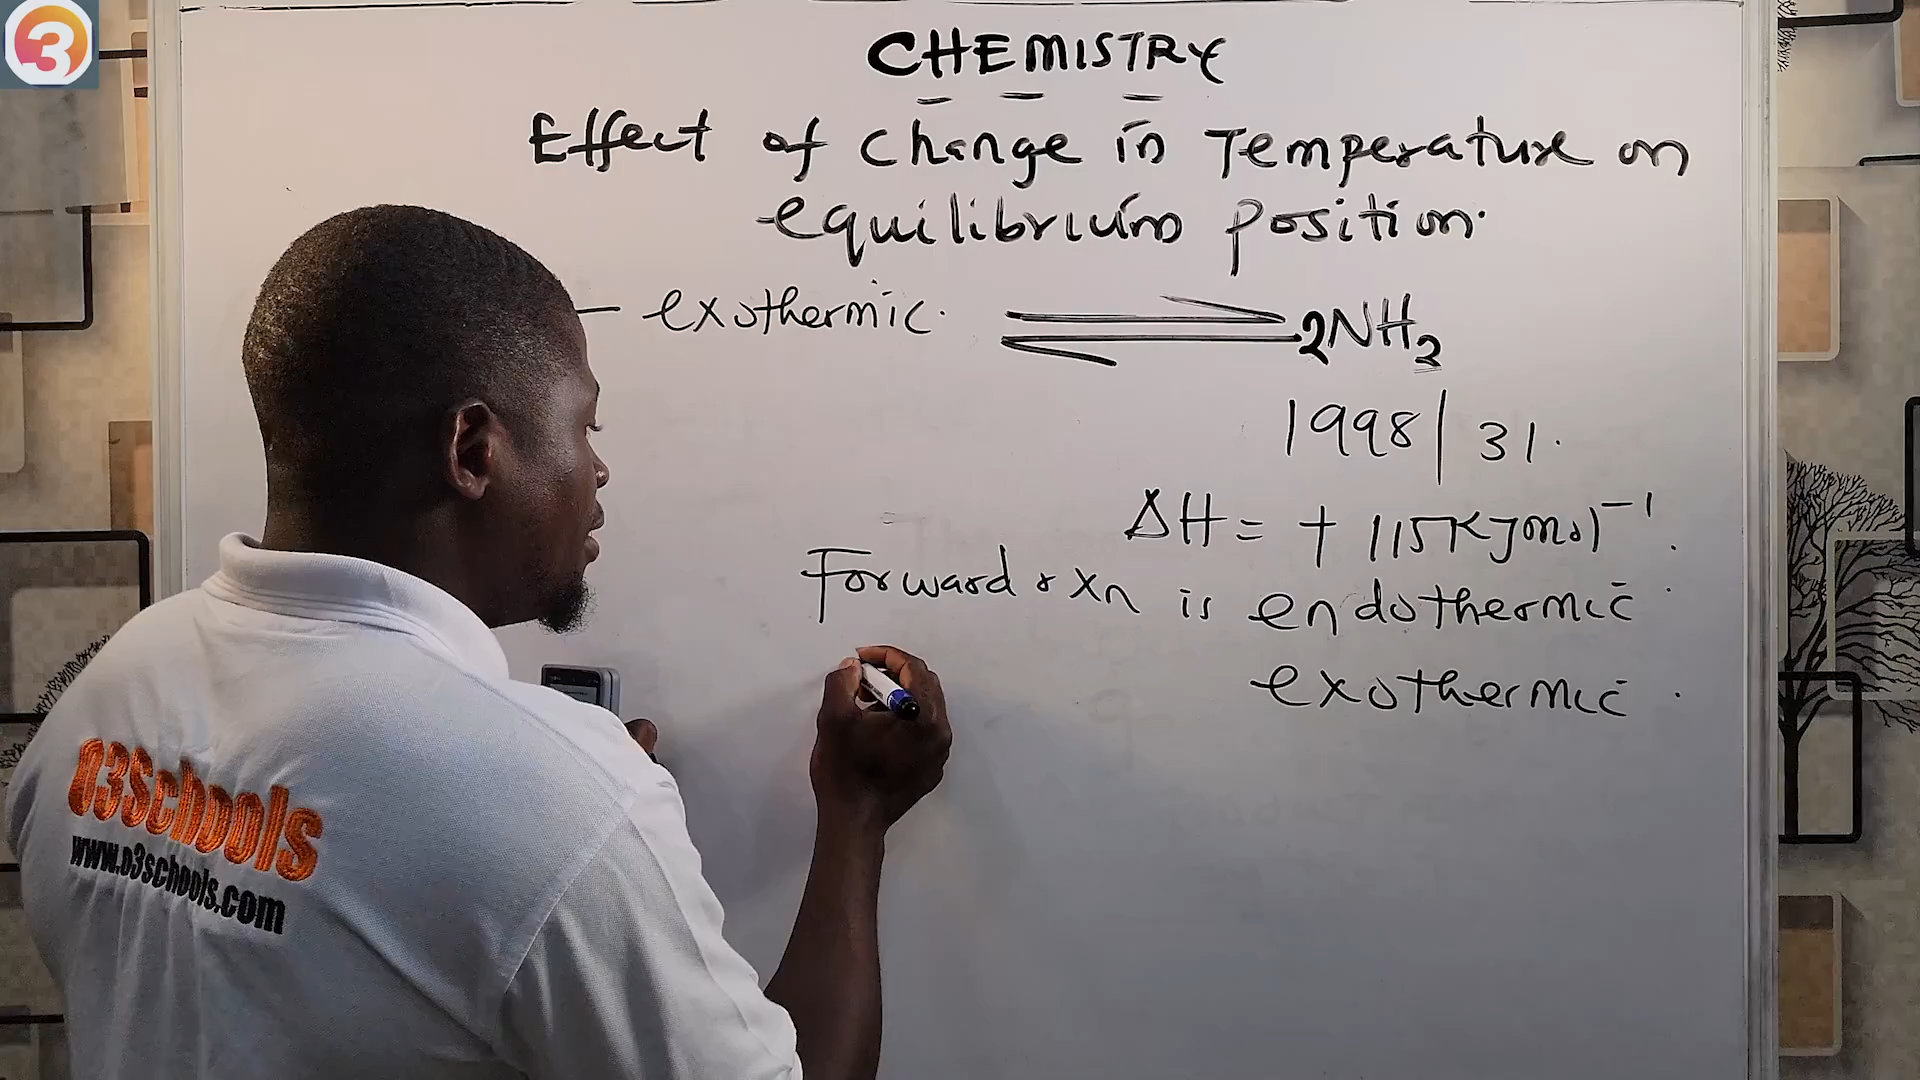 3
CHEMISTRY
Effect of change in Temperature on
equilibrium position.
- exothermic. ⇌ 2NH3
1998/31.
ΔH = + 115KJmol⁻¹.
Forward rxn is endothermic
exothermic.
o3schools
www.o3schools.com